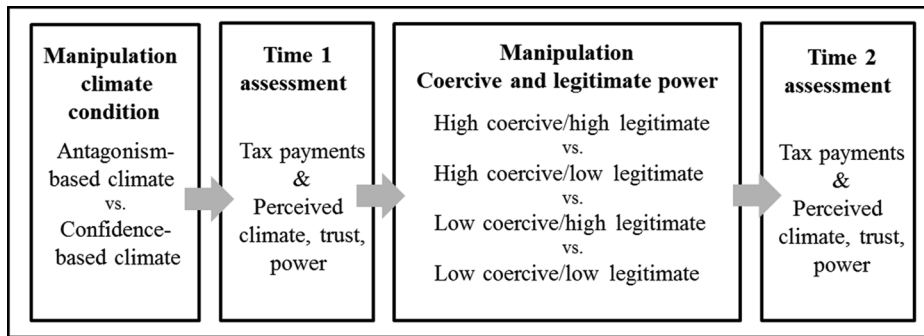 Manipulation
climate
condition
Antagonism-
based climate
vs.
Confidence-
based climate
Time 1
assessment
Tax payments
&
Perceived
climate, trust,
power
Manipulation
Coercive and legitimate power
High coercive/high legitimate
vs.
High coercive/low legitimate
vs.
Low coercive/high legitimate
vs.
Low coercive/low legitimate
Time 2
assessment
Tax payments
&
Perceived
climate, trust,
power